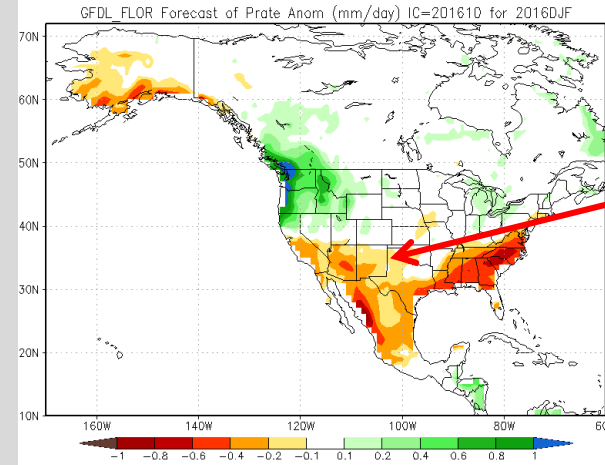 GFDL_FLOR Forecast of Prate Anom (mm/day) IC=201610 for 2016DJF
70N
60N
50N
40N
30N
20N
10N
160W 140W 120W 100W 80W 60
-1 -0.8 -0.6 -0.4 -0.2 -0.1 0.1 0.2 0.4 0.6 0.8 1